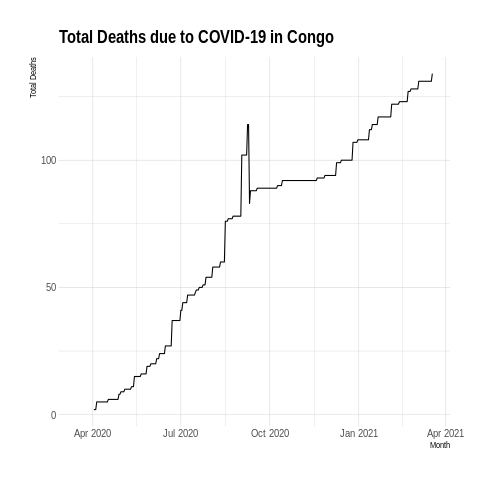 Total Deaths due to COVID-19 in Congo
Total Deaths
100
50
0
Apr 2020 Jul 2020 Oct 2020 Jan 2021 Apr 2021
Month